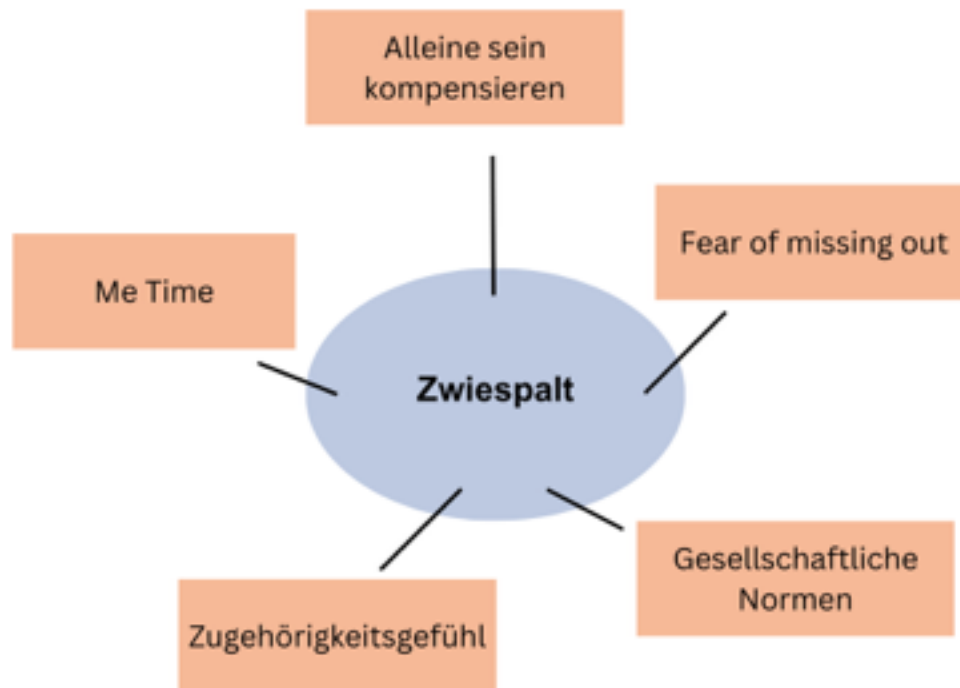 Alleine sein
kompensieren
Fear of missing out
Me Time
Zwiespalt
Gesellschaftliche
Normen
Zugehörigkeitsgefühl